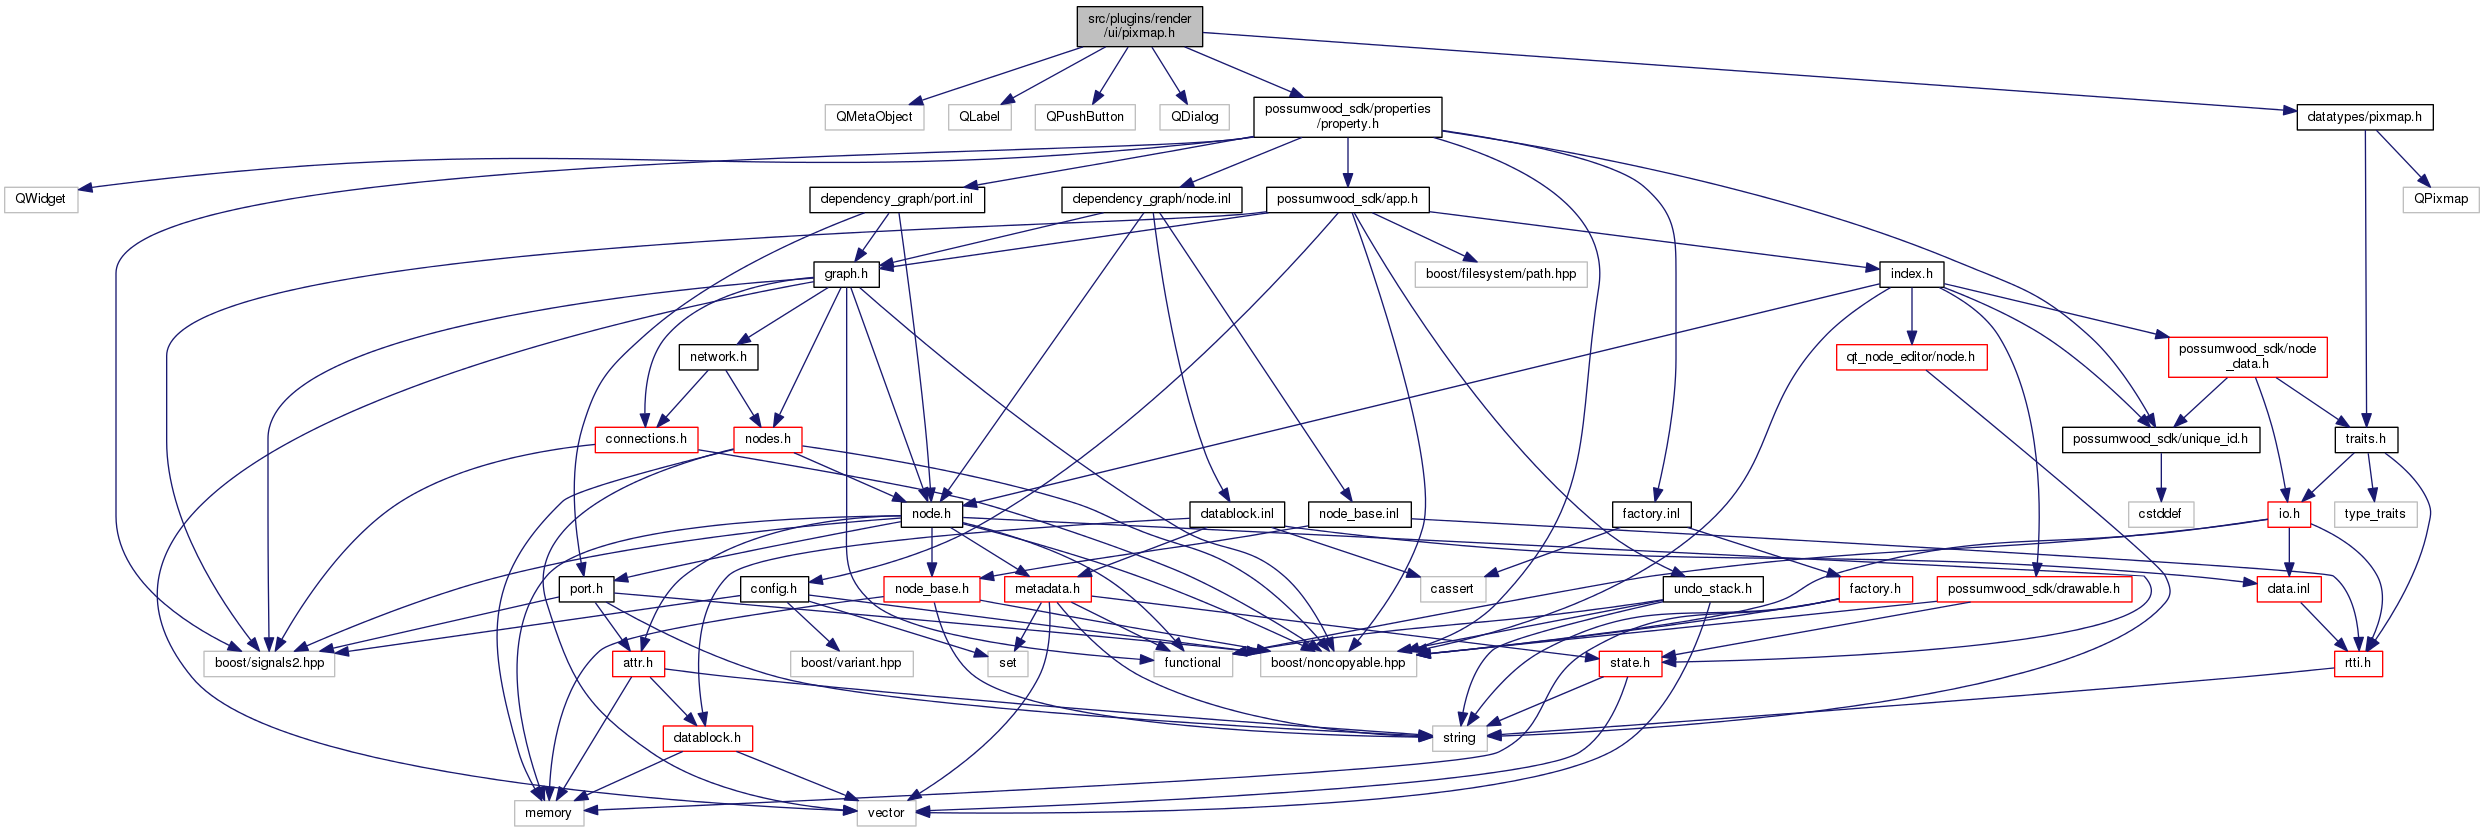 src/plugins/render
/ui/pixmap.h
QMetaObject
QLabel
QPushButton
QDialog
possumwood_sdk/properties
/property.h
datatypes/pixmap.h
QWidget
dependency_graph/port.inl
dependency_graph/node.inl
possumwood_sdk/app.h
QPixmap
graph.h
boost/filesystem/path.hpp
index.h
network.h
qt_node_editor/node.h
possumwood_sdk/node
_data.h
connections.h
nodes.h
possumwood_sdk/unique_id.h
traits.h
node.h
datablock.inl
node_base.inl
factory.inl
cstddef
io.h
type_traits
port.h
config.h
node_base.h
metadata.h
cassert
undo_stack.h
factory.h
possumwood_sdk/drawable.h
data.inl
boost/signals2.hpp
attr.h
boost/variant.hpp
set
functional
boost/noncopyable.hpp
state.h
rtti.h
datablock.h
string
memory
vector